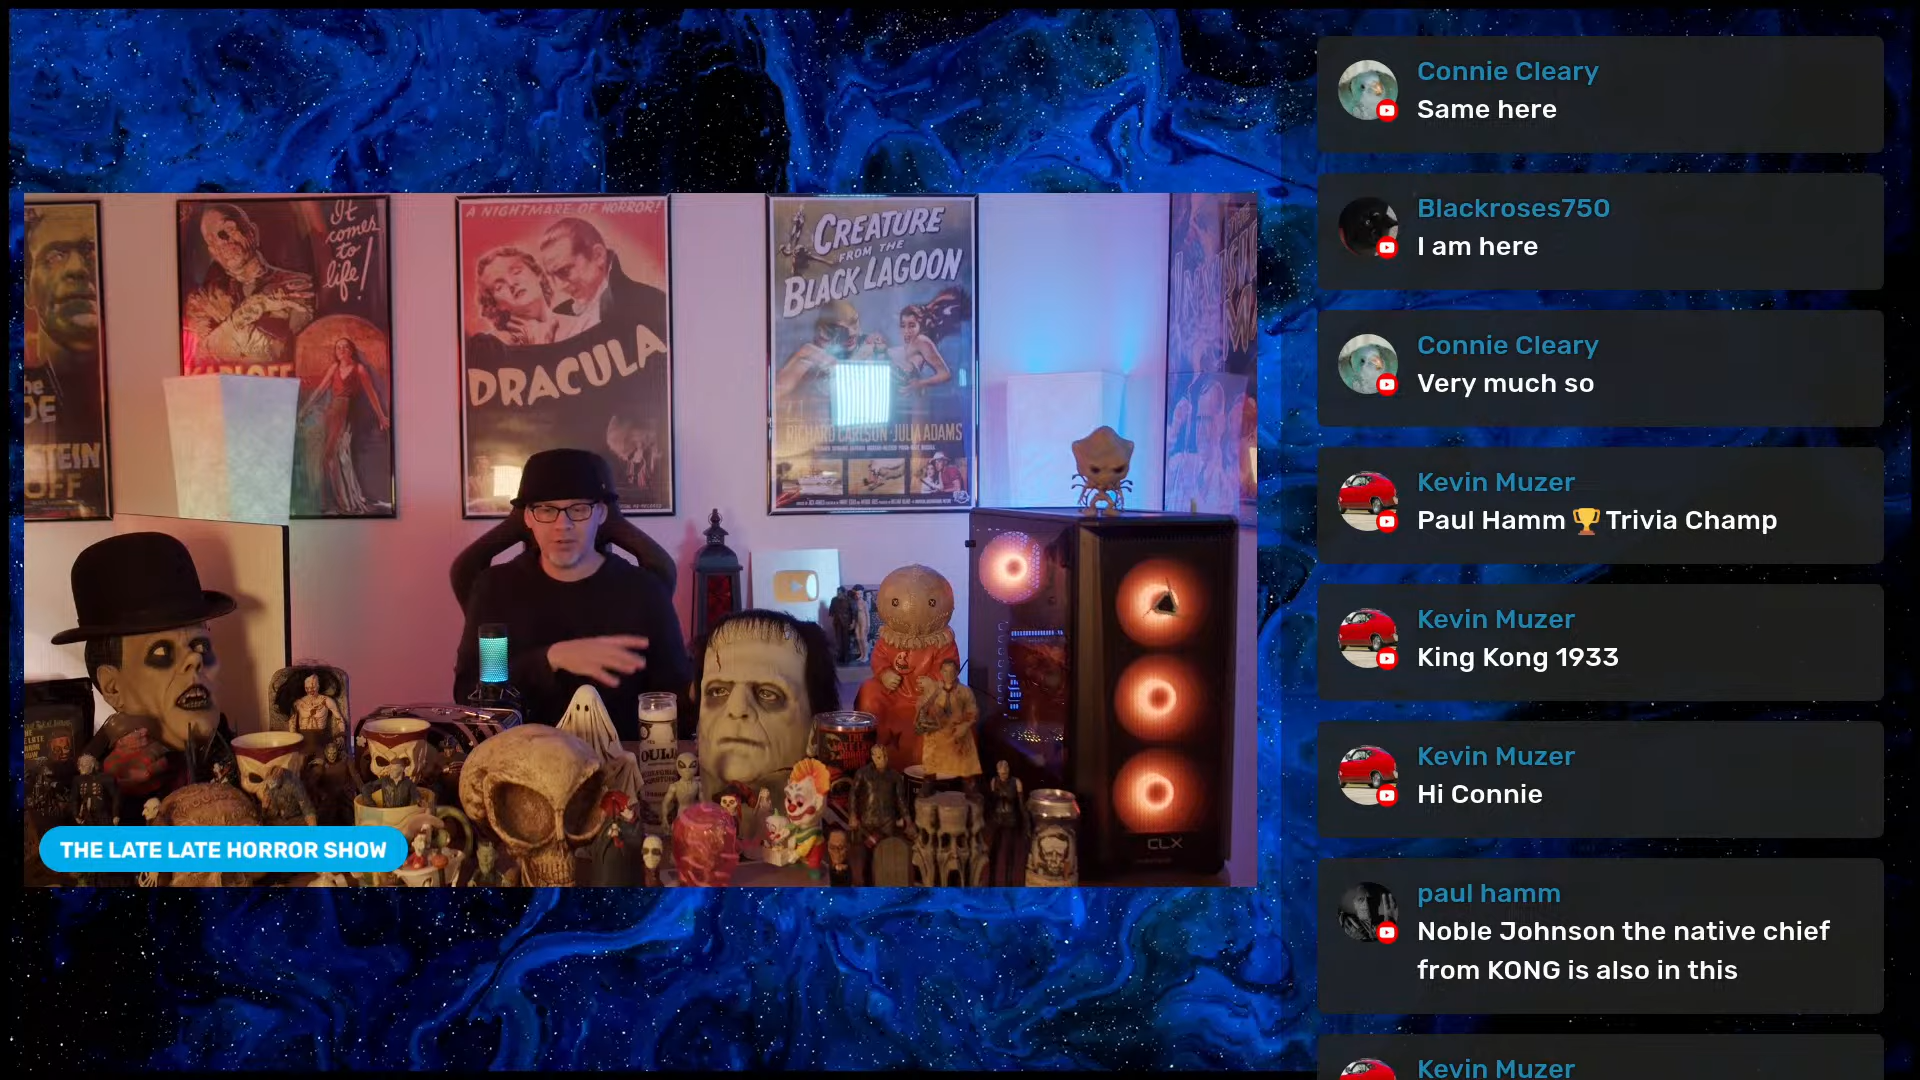 It
comes
to
life!
A NIGHTMARE OF HORROR!
DRACULA
CREATURE
FROM THE
BLACK LAGOON
RICHARD CARLSON · JULIA ADAMS
CLX
THE LATE LATE HORROR SHOW
Connie Cleary
Same here
Blackroses750
I am here
Connie Cleary
Very much so
Kevin Muzer
Paul Hamm 🏆 Trivia Champ
Kevin Muzer
King Kong 1933
Kevin Muzer
Hi Connie
paul hamm
Noble Johnson the native chief
from KONG is also in this
Kevin Muzer